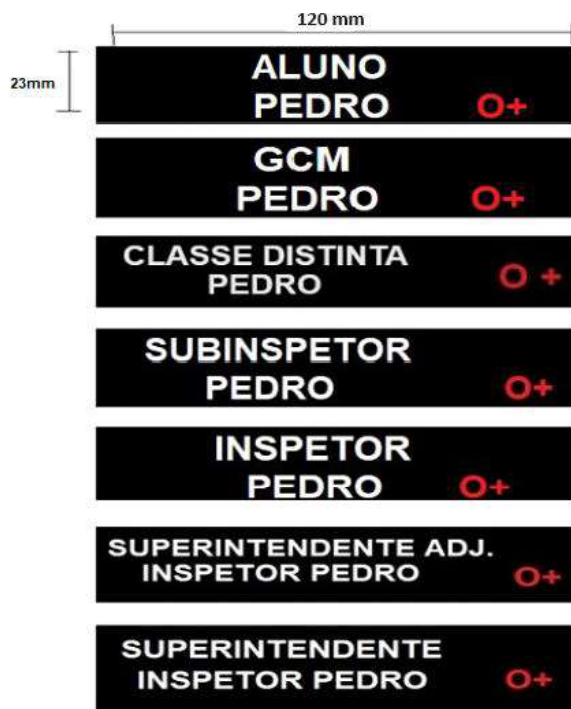 120 mm
23mm
ALUNO
PEDRO O+
GCM
PEDRO O+
CLASSE DISTINTA
PEDRO O +
SUBINSPETOR
PEDRO O+
INSPETOR
PEDRO O+
SUPERINTENDENTE ADJ.
INSPETOR PEDRO O+
SUPERINTENDENTE
INSPETOR PEDRO O+